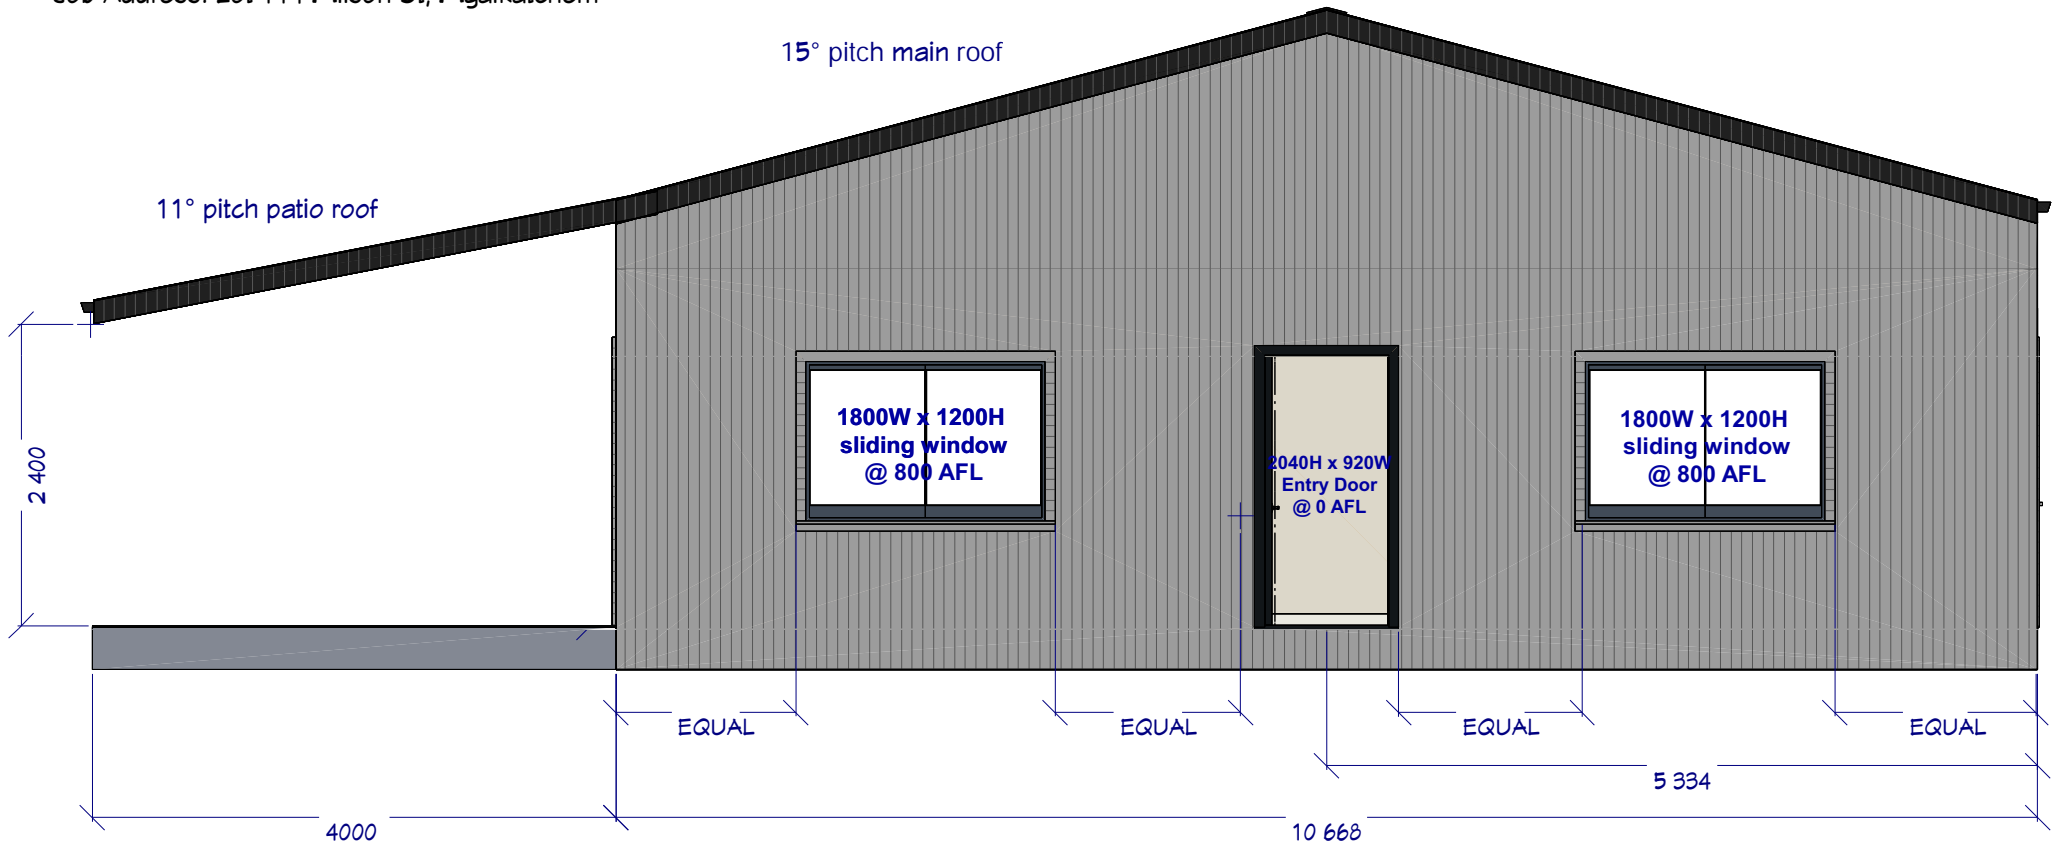 15° pitch main roof
11° pitch patio roof
2 400
1800W x 1200H
sliding window
@ 800 AFL
2040H x 920W
Entry Door
@ 0 AFL
1800W x 1200H
sliding window
@ 800 AFL
EQUAL
EQUAL
EQUAL
EQUAL
5 334
4000
10 668